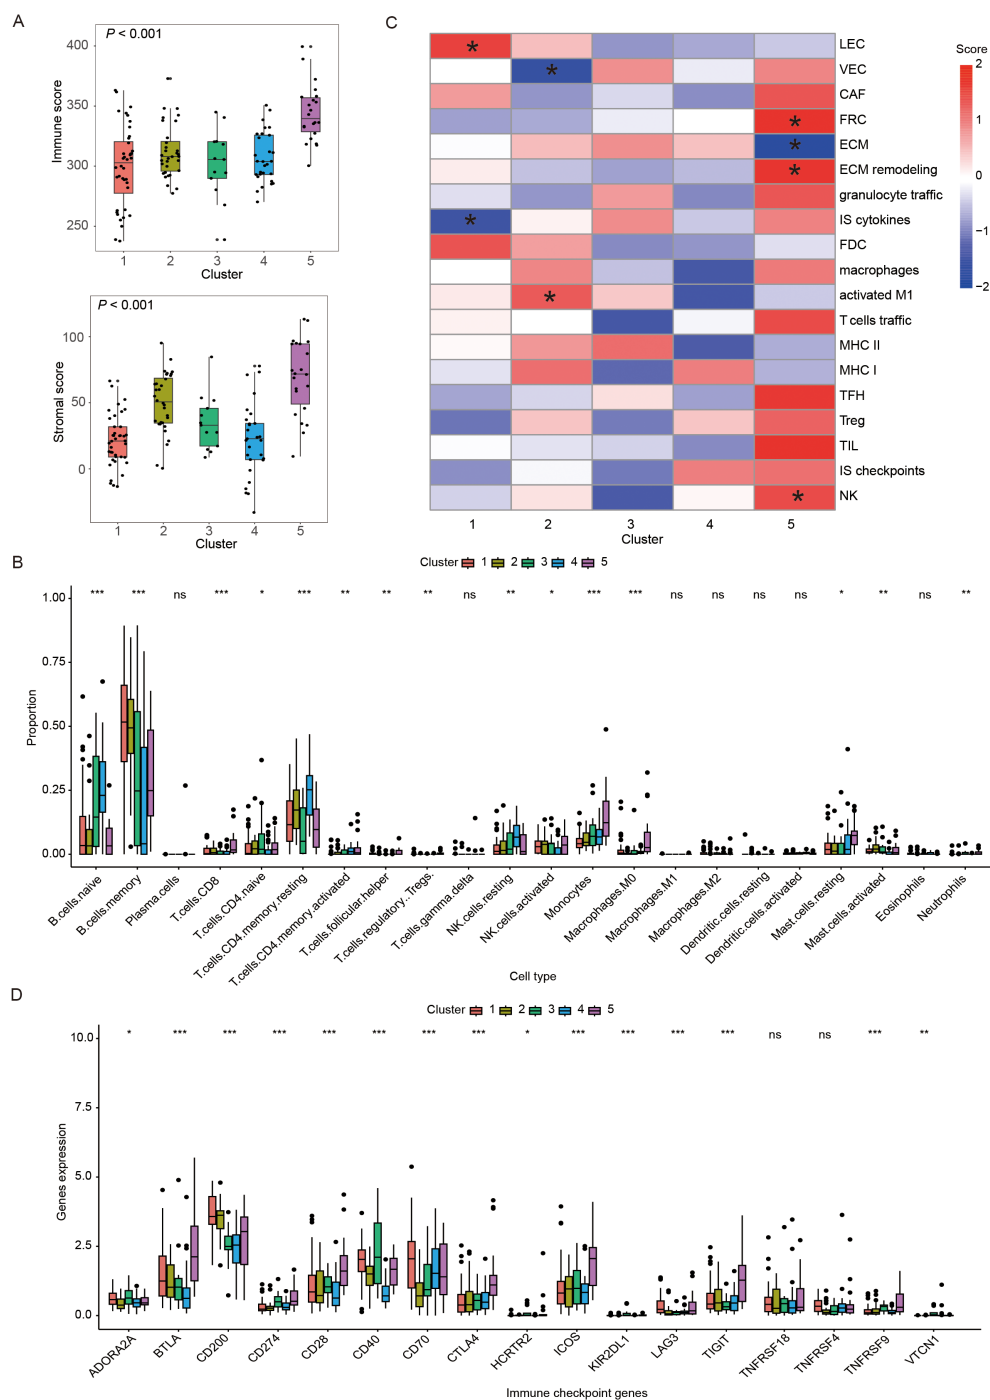 A
P < 0.001
400
350
300
250
Immune score
1 2 3 4 5
Cluster
P < 0.001
100
50
0
Stromal score
1 2 3 4 5
Cluster
C
LEC
VEC
CAF
FRC
ECM
ECM remodeling
granulocyte traffic
IS cytokines
FDC
macrophages
activated M1
T cells traffic
MHC II
MHC I
TFH
Treg
TIL
IS checkpoints
NK
* * * * * * * *
1 2 3 4 5
Cluster
Score
2
1
0
−1
−2
B
Cluster 1 2 3 4 5
*** *** ns *** * *** ** ** ** ns ** * *** *** ns ns ns ns * ** ns **
1.00
0.75
0.50
0.25
0.00
Proportion
B.cells.naive
B.cells.memory
Plasma.cells
T.cells.CD8
T.cells.CD4.naive
T.cells.CD4.memory.resting
T.cells.CD4.memory.activated
T.cells.follicular.helper
T.cells.regulatory..Tregs.
T.cells.gamma.delta
NK.cells.resting
NK.cells.activated
Monocytes
Macrophages.M0
Macrophages.M1
Macrophages.M2
Dendritic.cells.resting
Dendritic.cells.activated
Mast.cells.resting
Mast.cells.activated
Eosinophils
Neutrophils
Cell type
D
Cluster 1 2 3 4 5
* *** *** *** *** *** *** *** * *** *** *** *** ns ns *** **
10.0
7.5
5.0
2.5
0.0
Genes expression
ADORA2A
BTLA
CD200
CD274
CD28
CD40
CD70
CTLA4
HCRTR2
ICOS
KIR2DL1
LAG3
TIGIT
TNFRSF18
TNFRSF4
TNFRSF9
VTCN1
Immune checkpoint genes